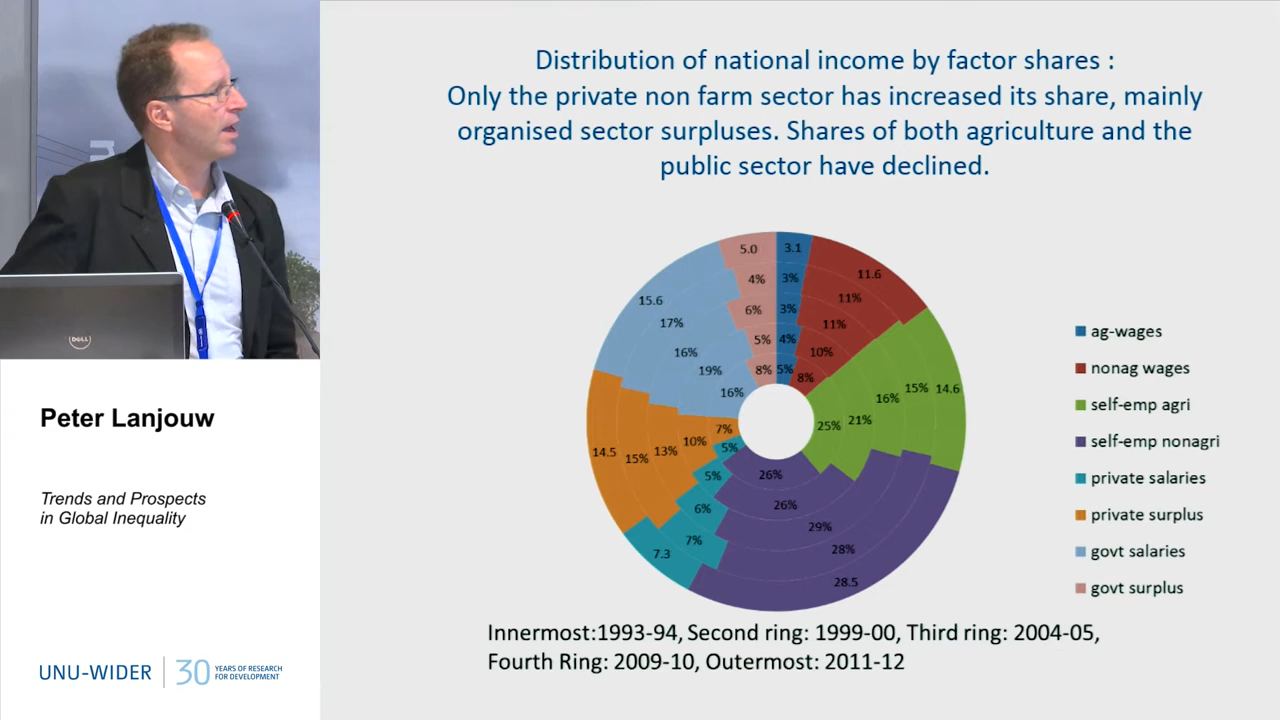 Distribution of national income by factor shares :
Only the private non farm sector has increased its share, mainly
organised sector surpluses. Shares of both agriculture and the
public sector have declined.
5.0
3.1
11.6
4%
3%
11%
15.6
6%
3%
11%
17%
5%
4%
10%
16%
8%
5%
8%
19%
16%
25%
21%
16%
15%
14.6
7%
10%
13%
15%
14.5
5%
5%
6%
7%
7.3
26%
26%
29%
28%
28.5
ag-wages
nonag wages
self-emp agri
self-emp nonagri
private salaries
private surplus
govt salaries
govt surplus
Innermost:1993-94, Second ring: 1999-00, Third ring: 2004-05,
Fourth Ring: 2009-10, Outermost: 2011-12
DELL
Peter Lanjouw
Trends and Prospects
in Global Inequality
UNU-WIDER
30
YEARS OF RESEARCH
FOR DEVELOPMENT